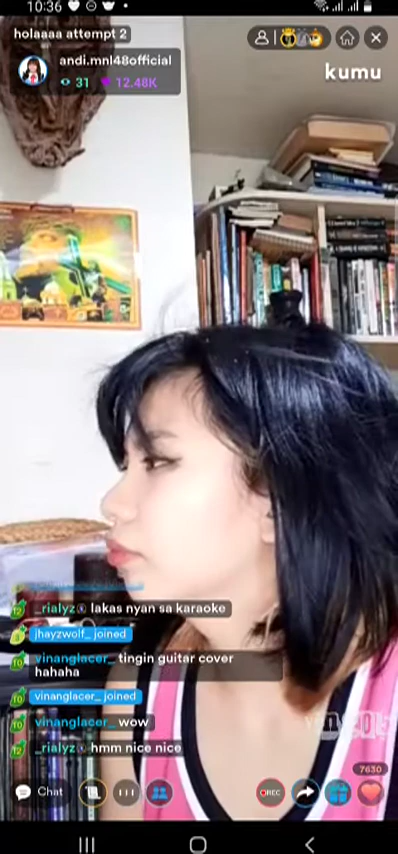 10:36
holaaaa attempt 2
andi.mnl48official
31 12.48K
kumu
_rialyz lakas nyan sa karaoke
jhayzwolf_ joined
vinanglacer_ tingin guitar cover
hahaha
vinanglacer_ joined
vinanglacer_ wow
_rialyz hmm nice nice
7630
Chat
REC